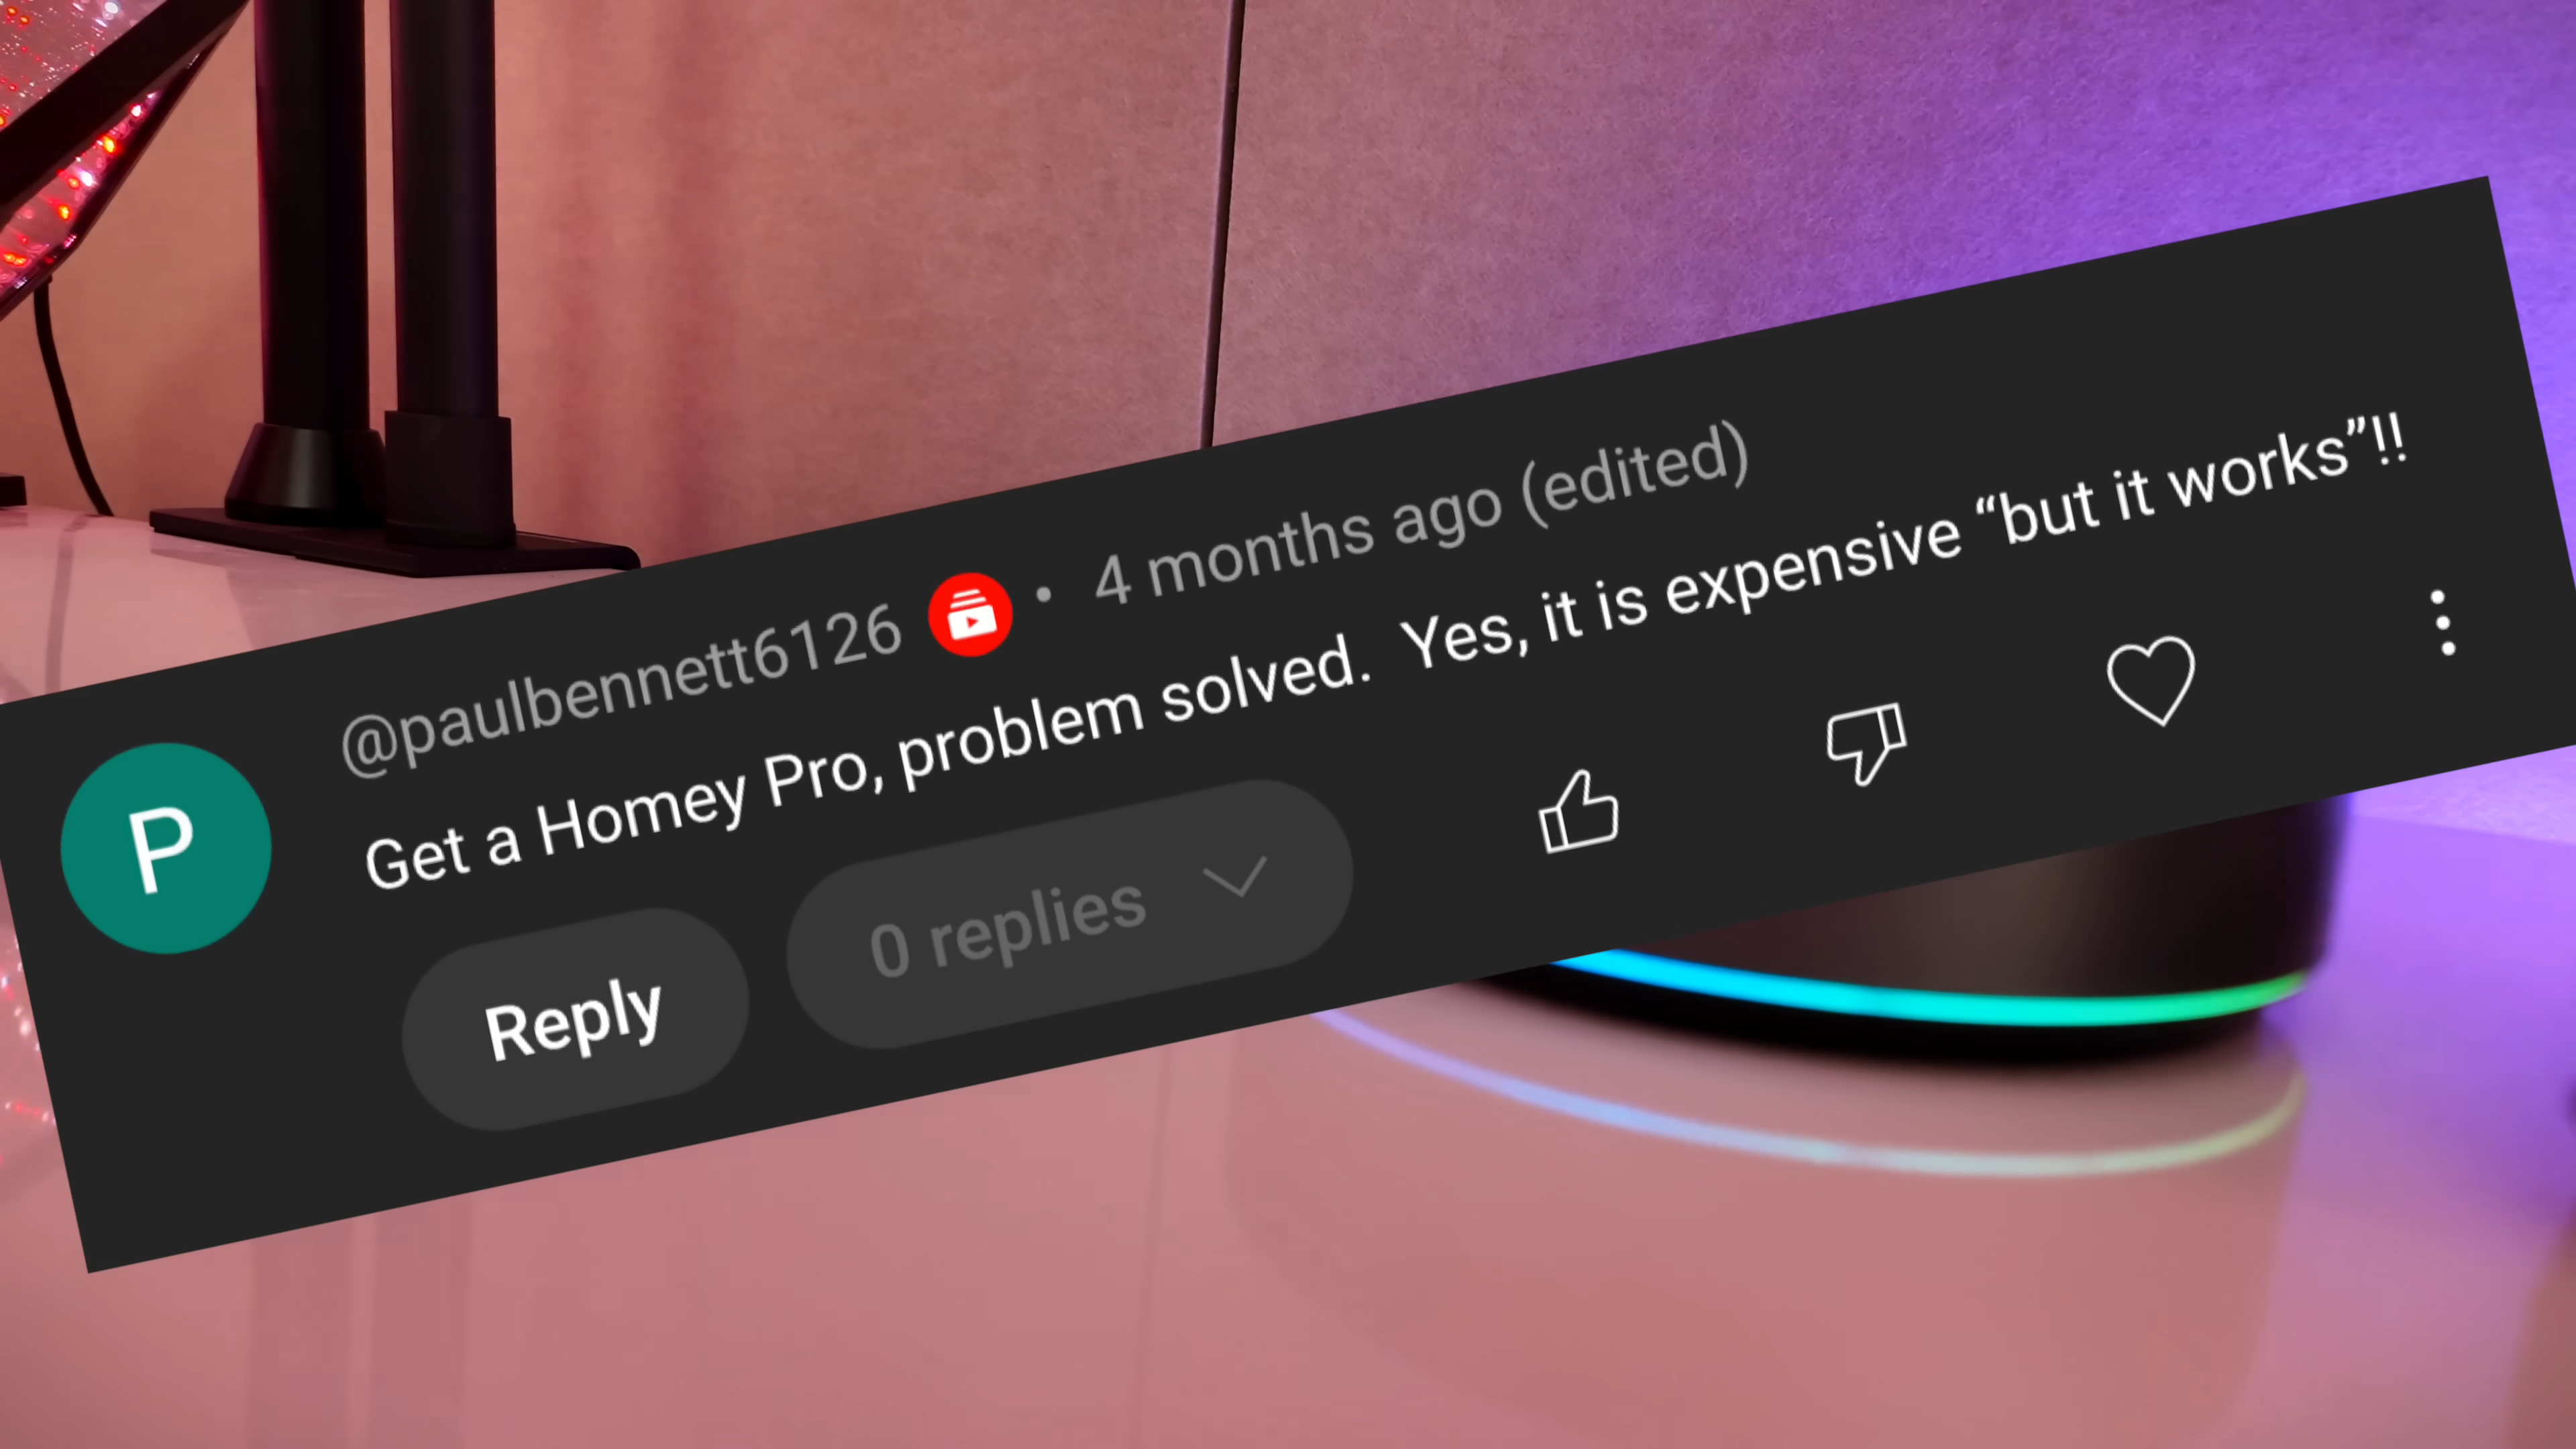 @paulbennett6126 • 4 months ago (edited)
P
Get a Homey Pro, problem solved.  Yes, it is expensive “but it works”!!
Reply
0 replies